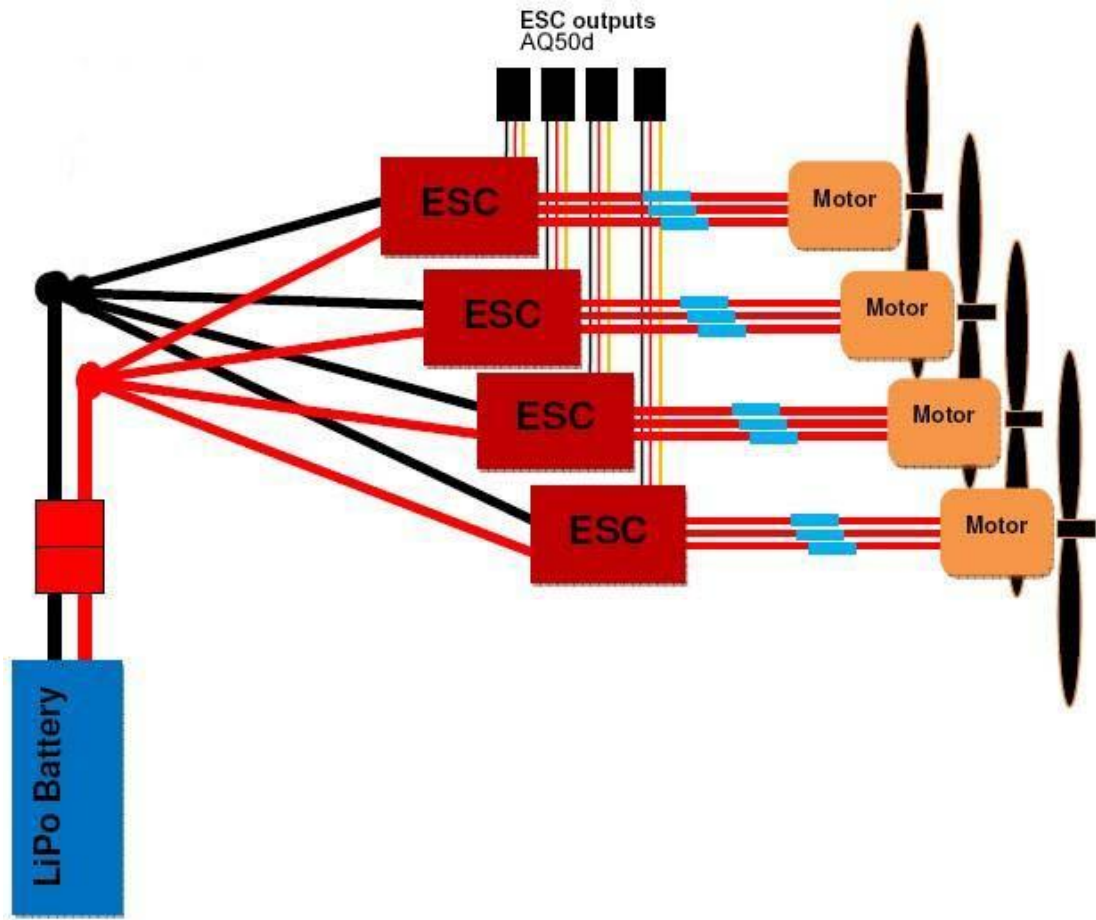 ESC outputs
AQ50d
ESC
Motor
ESC
Motor
ESC
Motor
ESC
Motor
LiPo Battery